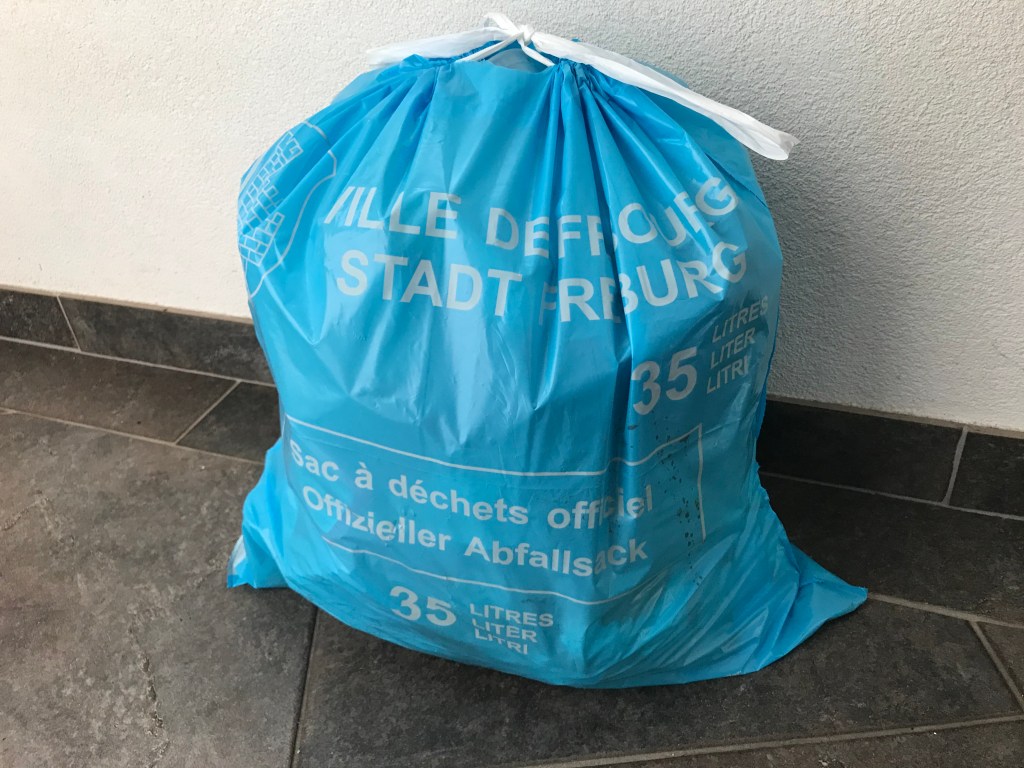 VILLE DE FRIBOURG
STADT FREIBURG
35 LITRES
LITER
LITRI
Sac à déchets officiel
Offizieller Abfallsack
35 LITRES
LITER
LITRI